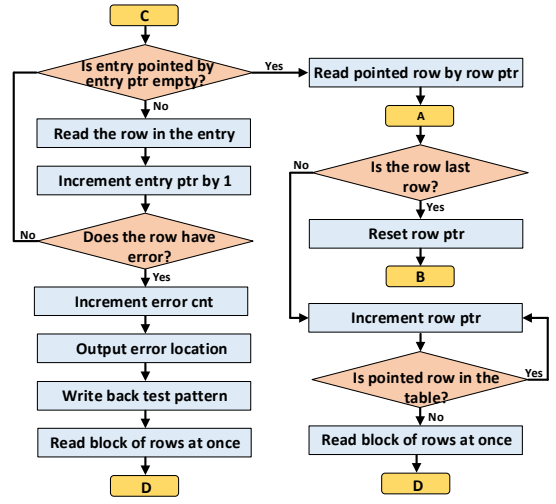 C
Is entry pointed by
entry ptr empty?
Yes
No
Read the row in the entry
Increment entry ptr by 1
No
Does the row have
error?
Yes
Increment error cnt
Output error location
Write back test pattern
Read block of rows at once
D
Read pointed row by row ptr
A
No
Is the row last
row?
Yes
Reset row ptr
B
Increment row ptr
Is pointed row in the
table?
Yes
No
Read block of rows at once
D